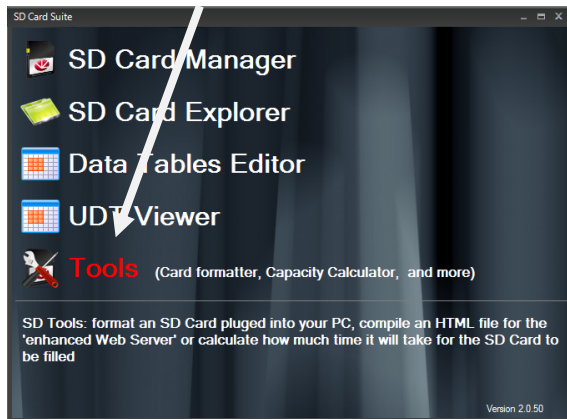 SD Card Suite
SD Card Manager
SD Card Explorer
Data Tables Editor
UDT Viewer
Tools (Card formatter, Capacity Calculator, and more)
SD Tools: format an SD Card pluged into your PC, compile an HTML file for the
'enhanced Web Server' or calculate how much time it will take for the SD Card to
be filled
Version 2.0.50